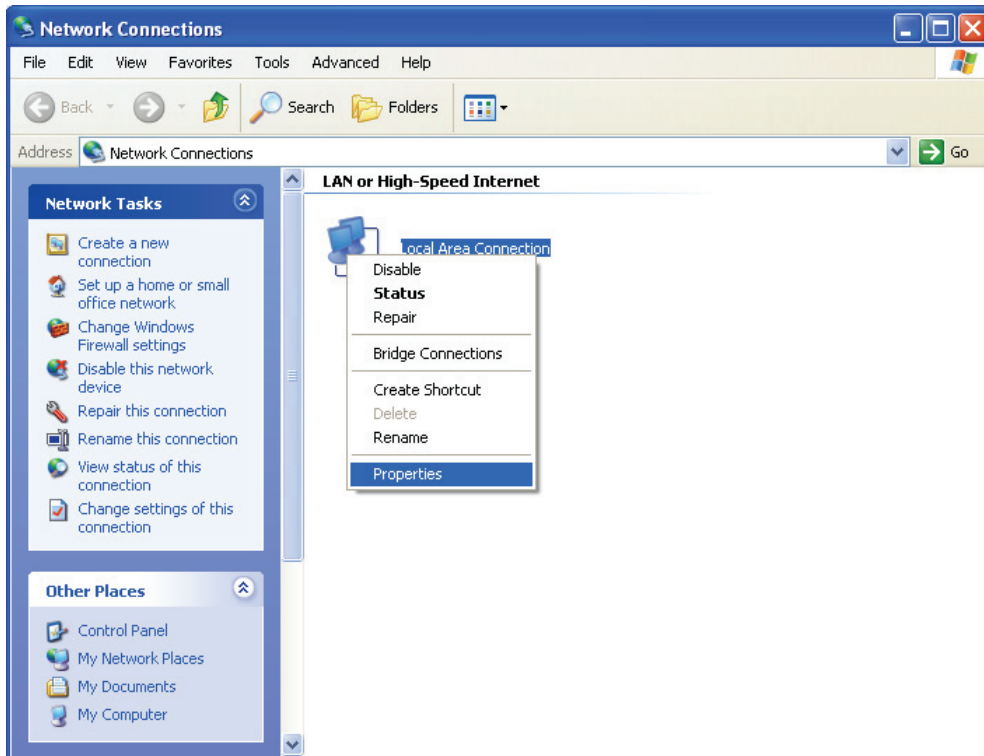 Network Connections
File Edit View Favorites Tools Advanced Help
Back Search Folders
Address Network Connections Go
Network Tasks
Create a new
connection
Set up a home or small
office network
Change Windows
Firewall settings
Disable this network
device
Repair this connection
Rename this connection
View status of this
connection
Change settings of this
connection
Other Places
Control Panel
My Network Places
My Documents
My Computer
LAN or High-Speed Internet
Local Area Connection
Disable
Status
Repair
Bridge Connections
Create Shortcut
Delete
Rename
Properties